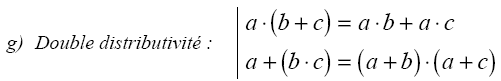 a · (b + c) = a · b + a · c
g) Double distributivité :
a + (b · c) = (a + b) · (a + c)